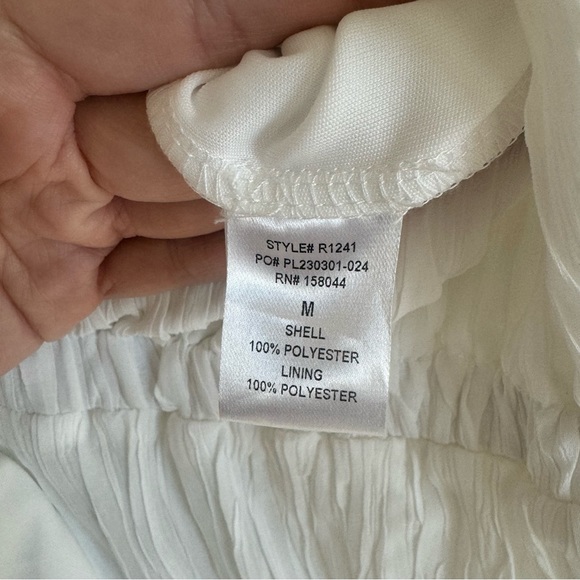 STYLE# R1241
PO# PL230301-024
RN# 158044
M
SHELL
100% POLYESTER
LINING
100% POLYESTER